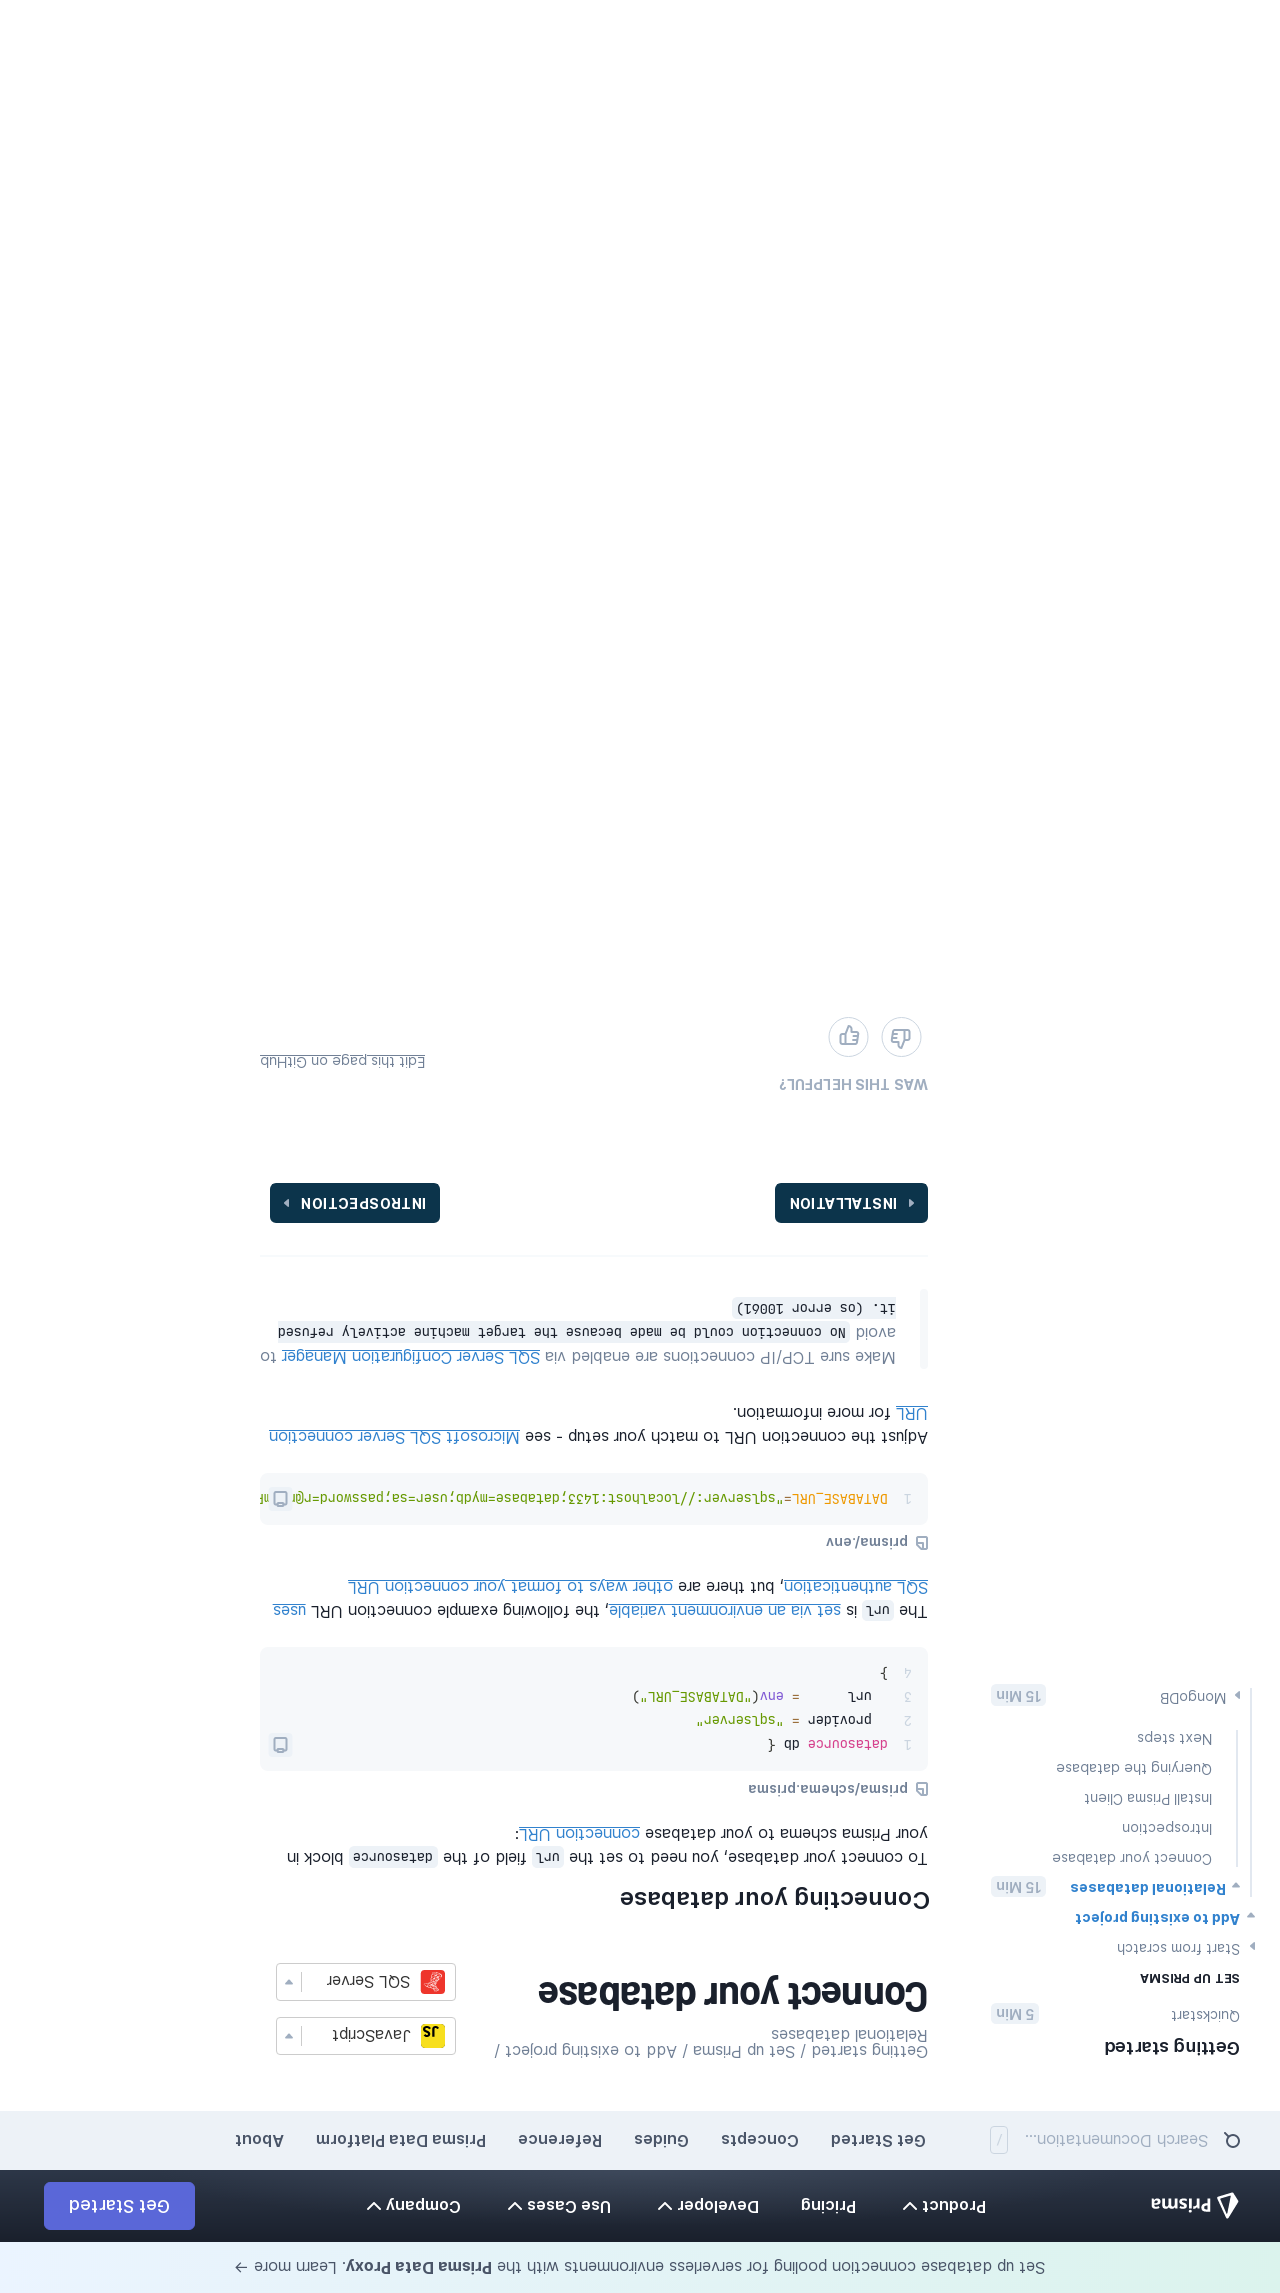 Set up database connection pooling for serverless environments with the Prisma Data Proxy. Learn more →
Prisma
Product
Pricing
Developer
Use Cases
Company
Get Started
Search Documentation...
/
Get Started
Concepts
Guides
Reference
Prisma Data Platform
About
Getting started
Quickstart
5 Min
SET UP PRISMA
Start from scratch
Add to existing project
Relational databases
15 Min
Connect your database
Introspection
Install Prisma Client
Querying the database
Next steps
MongoDB
15 Min
Getting started / Set up Prisma / Add to existing project /
Relational databases
Connect your database
JS JavaScript
SQL Server
Connecting your database
To connect your database, you need to set the url field of the datasource block in
your Prisma schema to your database connection URL:
prisma/schema.prisma
1 datasource db {
2 provider = "sqlserver"
3 url = env("DATABASE_URL")
4 }
The url is set via an environment variable, the following example connection URL uses
SQL authentication, but there are other ways to format your connection URL
prisma/.env
1 DATABASE_URL="sqlserver://localhost:1433;database=mydb;user=sa;password=r@
Adjust the connection URL to match your setup - see Microsoft SQL Server connection
URL for more information.
Make sure TCP/IP connections are enabled via SQL Server Configuration Manager to
avoid No connection could be made because the target machine actively refused
it. (os error 10061)
INSTALLATION
INTROSPECTION
WAS THIS HELPFUL?
Edit this page on GitHub